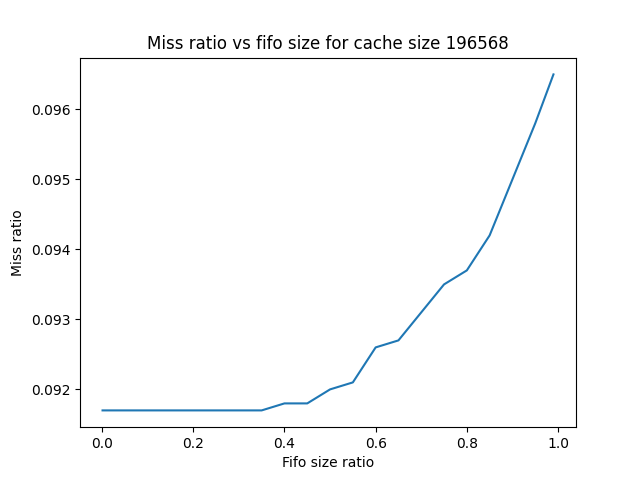 Miss ratio vs fifo size for cache size 196568
0.096
0.095
0.094
0.093
0.092
Miss ratio
0.0 0.2 0.4 0.6 0.8 1.0
Fifo size ratio